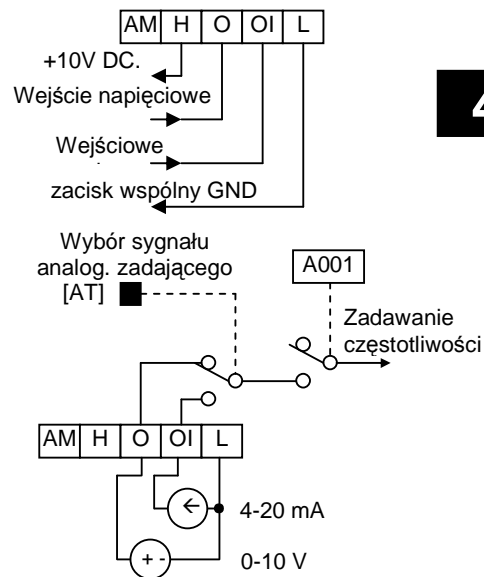 AM H O OI L
+10V DC.
Wejście napięciowe
Wejściowe
zacisk wspólny GND
4
Wybór sygnału
analog. zadającego
[AT]
A001
Zadawanie
częstotliwości
AM H O OI L
4-20 mA
+ -
0-10 V